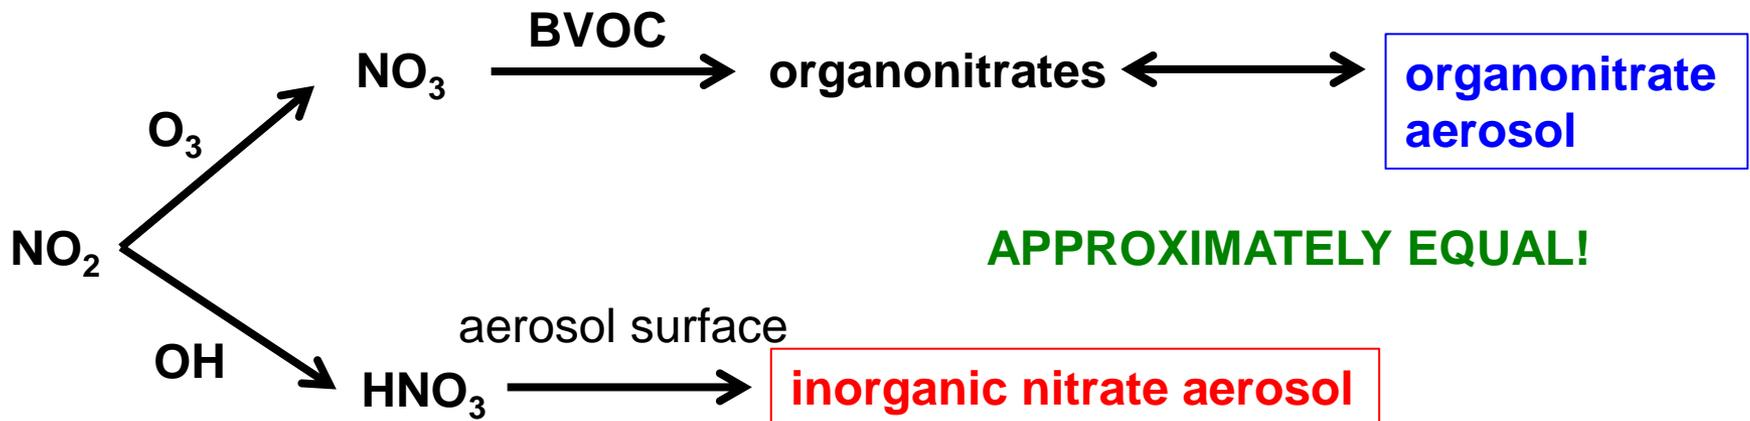 BVOC
NO₃
organonitrates
organonitrate
aerosol
O₃
NO₂
APPROXIMATELY EQUAL!
aerosol surface
OH
HNO₃
inorganic nitrate aerosol